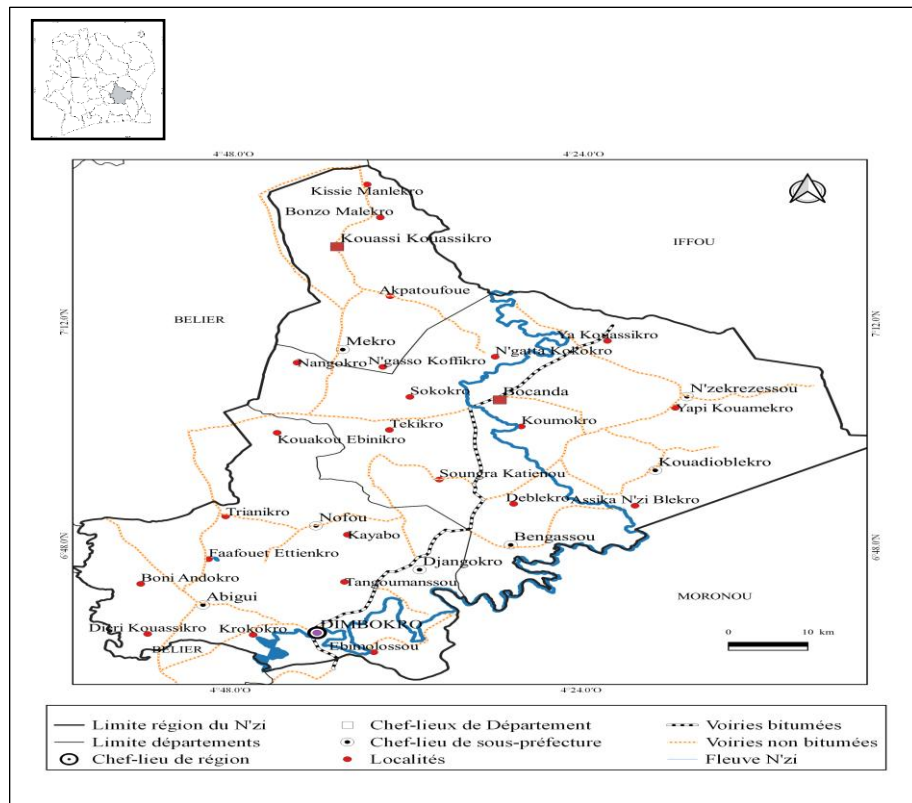 4°48.0'O 4°24.0'O
Kissie Manlekro
Bonzo Malekro
Kouassi Kouassikro
IFFOU
Akpatoufoue
BELIER
7°12.0'N
7°12.0'N
Ya Kouassikro
Mekro
N'gatta Kokokro
Nangokro
N'gasso Koffikro
Bocanda
N'zekrezessou
Sokokro
Yapi Kouamekro
Tekikro
Koumokro
Kouakou Ebinikro
Kouadioblekro
Soungra Katienou
Deblekro
Assika N'zi Blekro
Trianikro
Nofou
Kayabo
Bengassou
6°48.0'N
6°48.0'N
Faafouet Ettienkro
Djangokro
Boni Andokro
Tangoumanssou
Abigui
MORONOU
DIMBOKRO
Dieri Kouassikro
Krokokro
0 10 km
BELIER
Ebimolossou
4°48.0'O 4°24.0'O
Limite région du N'zi
Limite départements
Chef-lieu de région
Chef-lieux de Département
Chef-lieu de sous-préfecture
Localités
Voiries bitumées
Voiries non bitumées
Fleuve N'zi